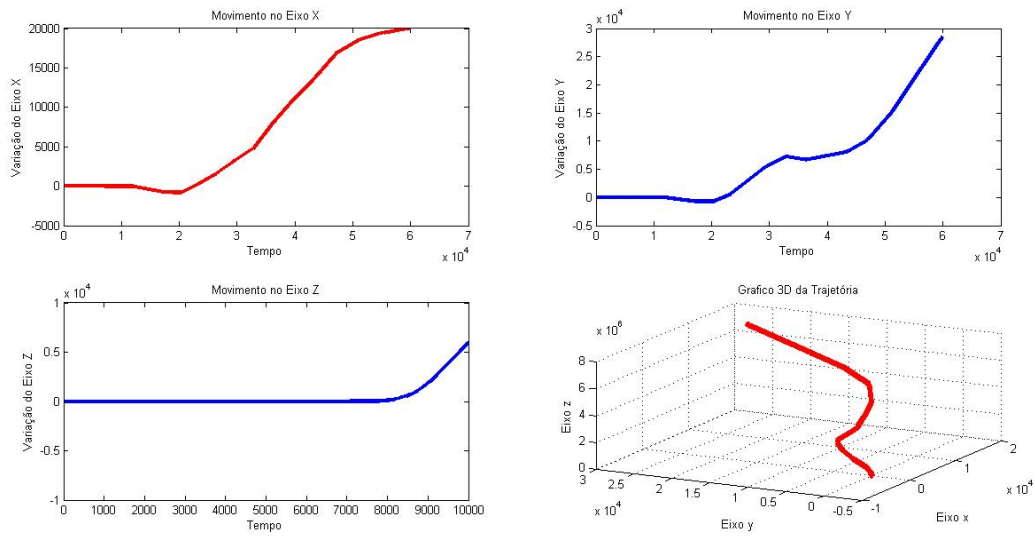 Movimento no Eixo X
Variação do Eixo X
20000
15000
10000
5000
0
-5000
0 1 2 3 4 5 6 7
Tempo
x 10^4
Movimento no Eixo Y
x 10^4
Variação do Eixo Y
3
2.5
2
1.5
1
0.5
0
-0.5
0 1 2 3 4 5 6 7
Tempo
x 10^4
Movimento no Eixo Z
x 10^4
Variação do Eixo Z
1
0.5
0
-0.5
-1
0 1000 2000 3000 4000 5000 6000 7000 8000 9000 10000
Tempo
Grafico 3D da Trajetória
x 10^6
Eixo z
8
6
4
2
0
3 2.5 2 1.5 1 0.5 0 -0.5
x 10^4
Eixo y
-1 0 1 2
x 10^4
Eixo x